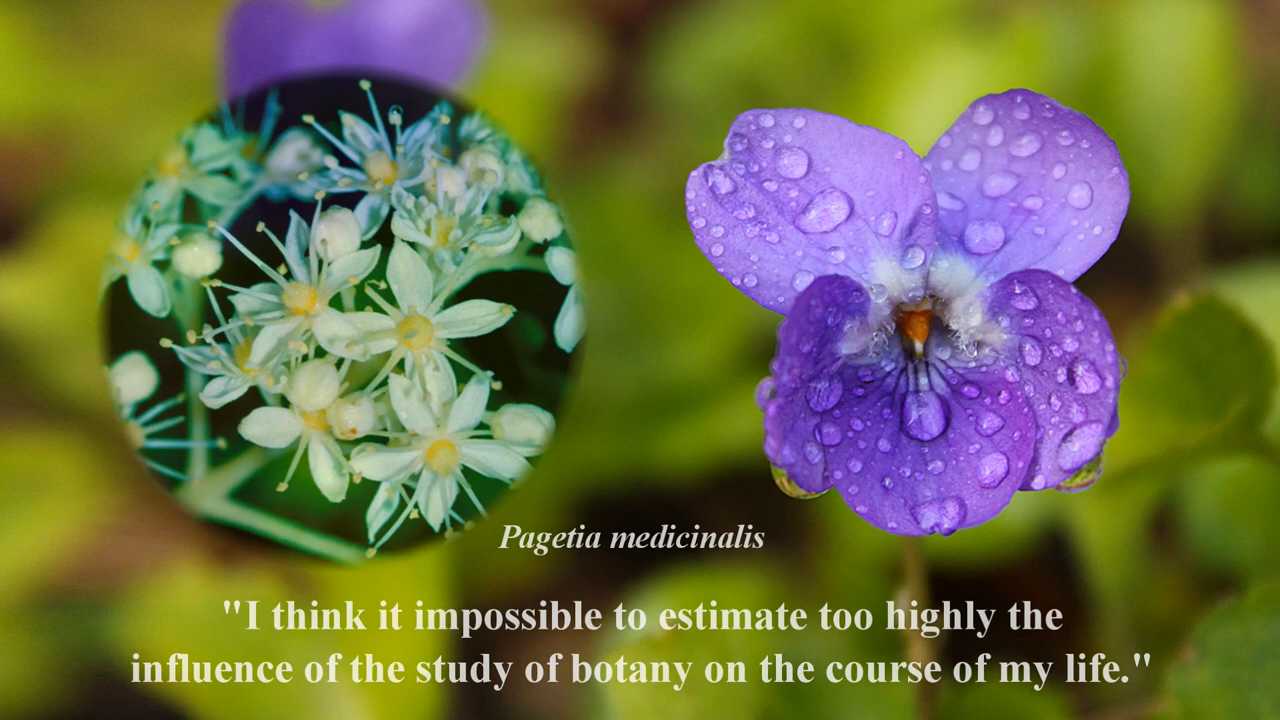 Pagetia medicinalis
"I think it impossible to estimate too highly the
influence of the study of botany on the course of my life."